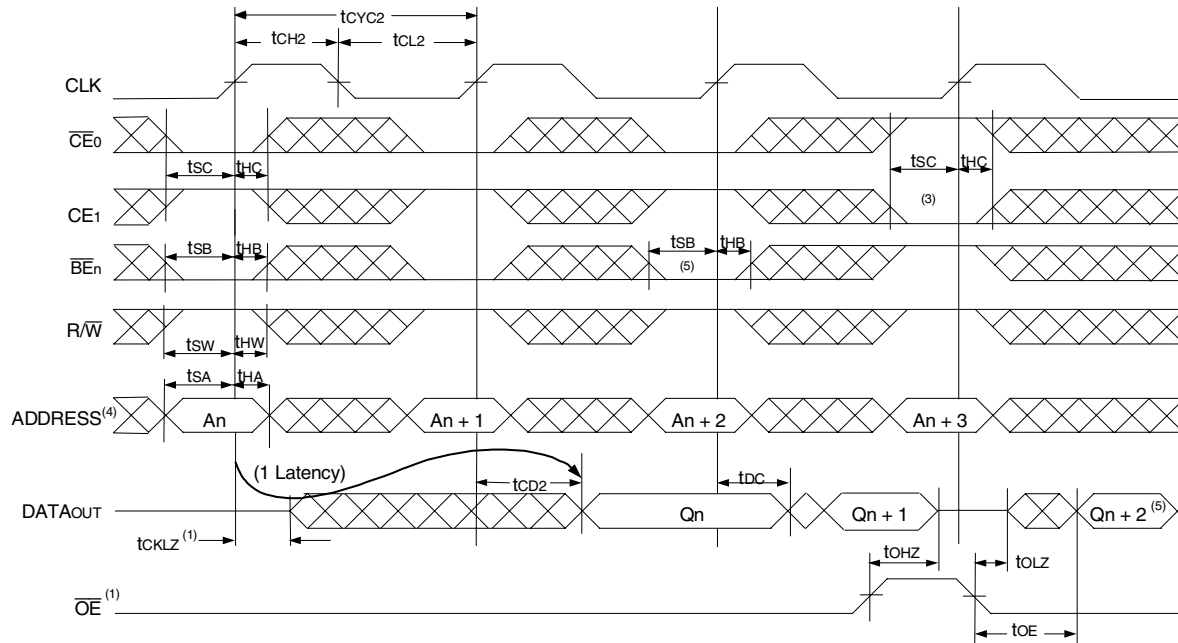 tCYC2
tCH2 tCL2
CLK
CE0
tSC tHC tSC tHC
(3)
CE1
tSB tHB tSB tHB
(5)
BEn
R/W
tSW tHW
tSA tHA
ADDRESS(4) An An + 1 An + 2 An + 3
(1 Latency) tCD2 tDC
DATAOUT Qn Qn + 1 Qn + 2 (5)
tCKLZ (1)
tOHZ tOLZ
OE (1)
tOE